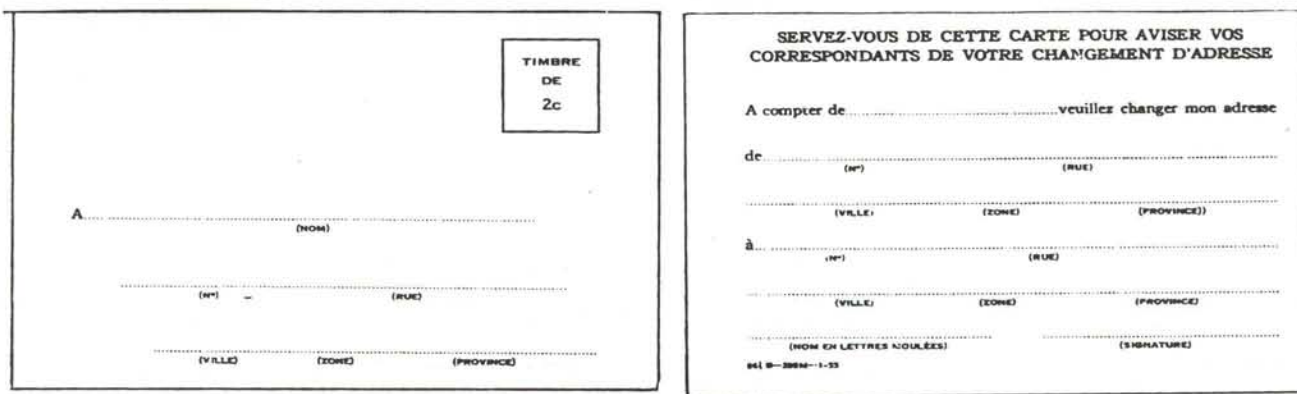 TIMBRE
DE
2c
A
(NOM)
(Nº) (RUE)
(VILLE) (ZONE) (PROVINCE)
SERVEZ-VOUS DE CETTE CARTE POUR AVISER VOS
CORRESPONDANTS DE VOTRE CHANGEMENT D'ADRESSE
A compter de veuillez changer mon adresse
de
(Nº) (RUE)
(VILLE) (ZONE) (PROVINCE))
à
(Nº) (RUE)
(VILLE) (ZONE) (PROVINCE)
(NOM EN LETTRES MOULÉES) (SIGNATURE)